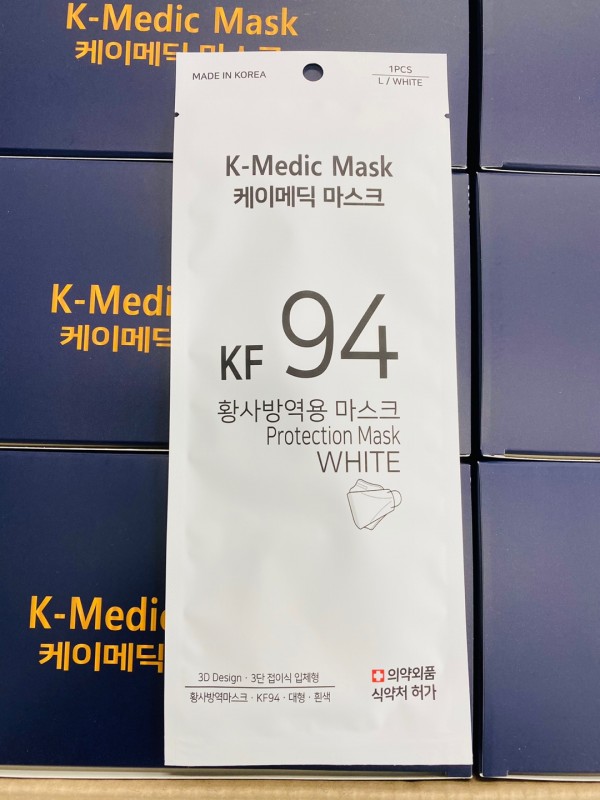 K-Medic Mask
케이메딕 마스크
MADE IN KOREA
1PCS
L / WHITE
K-Medic Mask
케이메딕 마스크
K-Medi
케이메딕
KF 94
황사방역용 마스크
Protection Mask
WHITE
K-Medic
케이메딕
3D Design · 3단 접이식 입체형
황사방역마스크 · KF94 · 대형 · 흰색
의약외품
식약처 허가